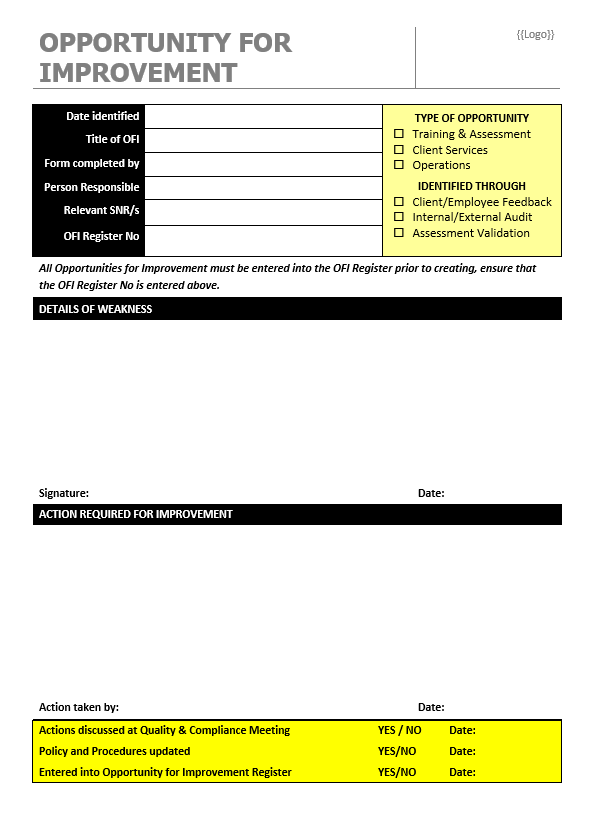 OPPORTUNITY FOR
IMPROVEMENT
{{Logo}}
Date identified
Title of OFI
Form completed by
Person Responsible
Relevant SNR/s
OFI Register No
TYPE OF OPPORTUNITY
☐ Training & Assessment
☐ Client Services
☐ Operations
IDENTIFIED THROUGH
☐ Client/Employee Feedback
☐ Internal/External Audit
☐ Assessment Validation
All Opportunities for Improvement must be entered into the OFI Register prior to creating, ensure that
the OFI Register No is entered above.
DETAILS OF WEAKNESS
Signature: Date:
ACTION REQUIRED FOR IMPROVEMENT
Action taken by: Date:
Actions discussed at Quality & Compliance Meeting YES / NO Date:
Policy and Procedures updated YES/NO Date:
Entered into Opportunity for Improvement Register YES/NO Date: